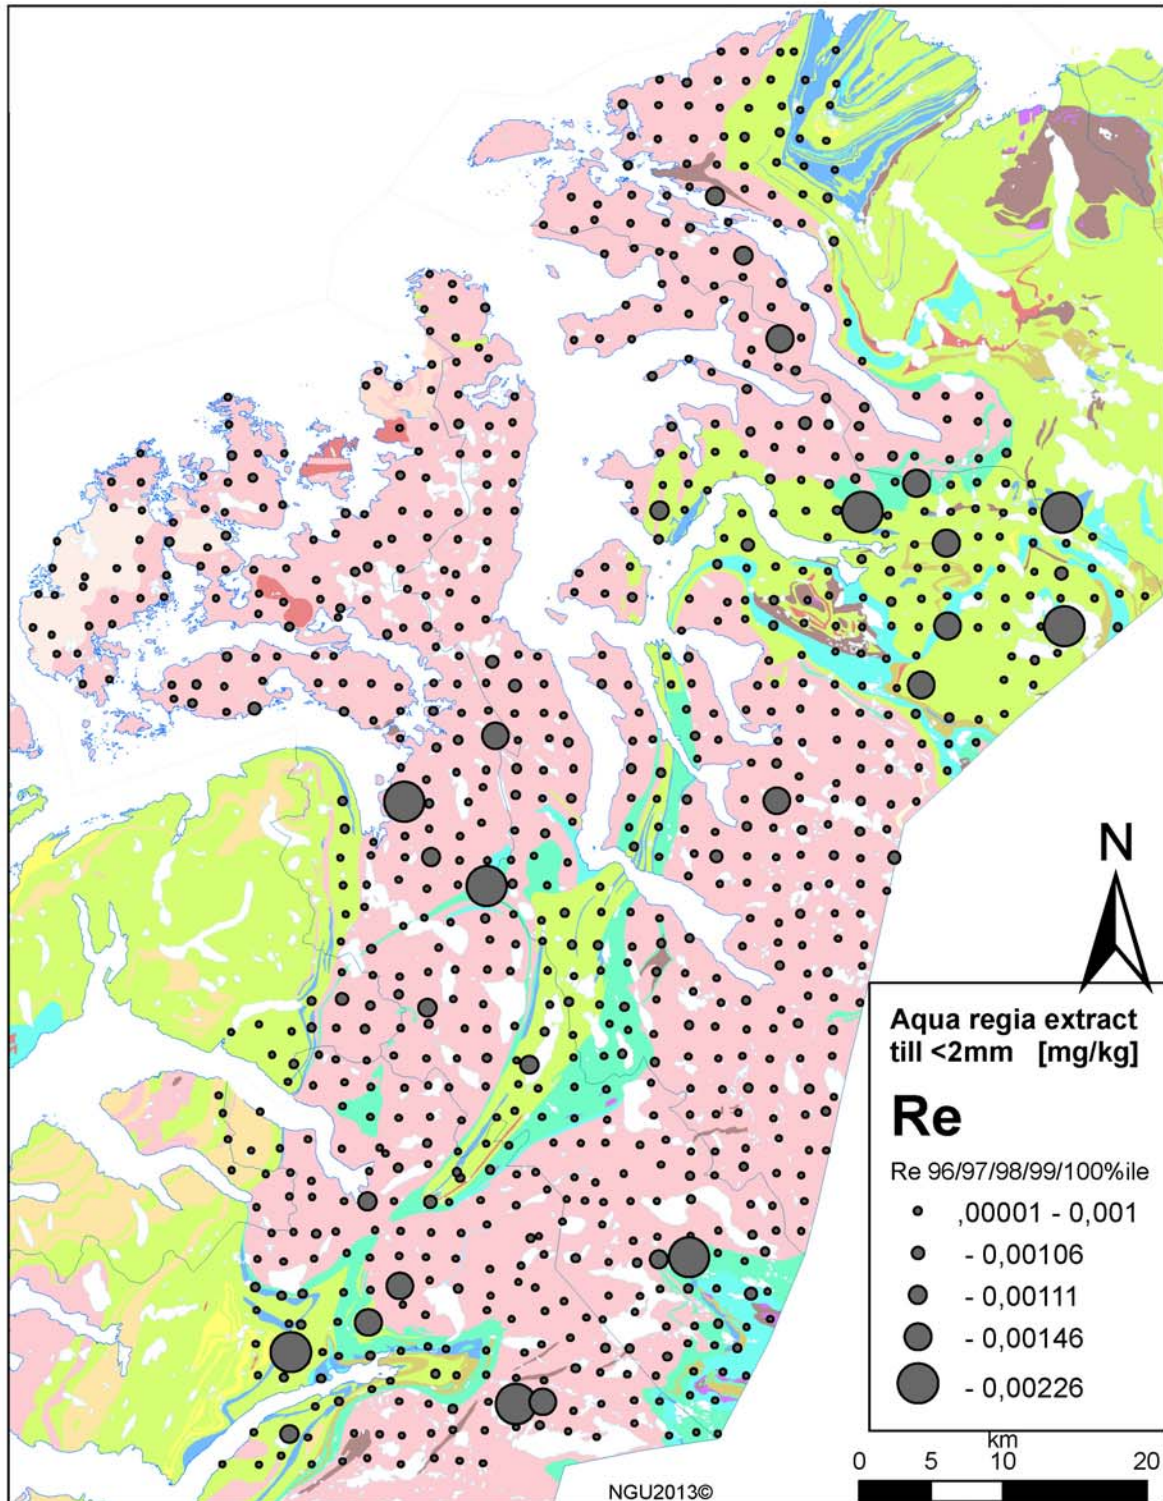 N
Aqua regia extract
till <2mm [mg/kg]
Re
Re 96/97/98/99/100%ile
,00001 - 0,001
- 0,00106
- 0,00111
- 0,00146
- 0,00226
km
0 5 10 20
NGU2013©